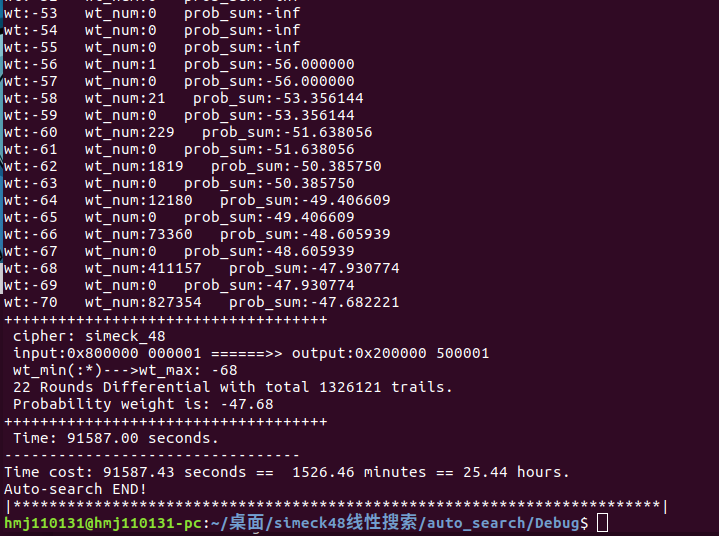 wt:-53   wt_num:0   prob_sum:-inf
wt:-54   wt_num:0   prob_sum:-inf
wt:-55   wt_num:0   prob_sum:-inf
wt:-56   wt_num:1   prob_sum:-56.000000
wt:-57   wt_num:0   prob_sum:-56.000000
wt:-58   wt_num:21   prob_sum:-53.356144
wt:-59   wt_num:0   prob_sum:-53.356144
wt:-60   wt_num:229   prob_sum:-51.638056
wt:-61   wt_num:0   prob_sum:-51.638056
wt:-62   wt_num:1819   prob_sum:-50.385750
wt:-63   wt_num:0   prob_sum:-50.385750
wt:-64   wt_num:12180   prob_sum:-49.406609
wt:-65   wt_num:0   prob_sum:-49.406609
wt:-66   wt_num:73360   prob_sum:-48.605939
wt:-67   wt_num:0   prob_sum:-48.605939
wt:-68   wt_num:411157   prob_sum:-47.930774
wt:-69   wt_num:0   prob_sum:-47.930774
wt:-70   wt_num:827354   prob_sum:-47.682221
++++++++++++++++++++++++++++++++++++
 cipher: simeck_48
 input:0x800000 000001 ======>> output:0x200000 500001
 wt_min(:*)--->wt_max: -68
 22 Rounds Differential with total 1326121 trails.
 Probability weight is: -47.68
++++++++++++++++++++++++++++++++++++
 Time: 91587.00 seconds.
---------------------------------
Time cost: 91587.43 seconds ==  1526.46 minutes == 25.44 hours.
Auto-search END!
|************************************************************************|
hmj110131@hmj110131-pc:~/桌面/simeck48线性搜索/auto_search/Debug$